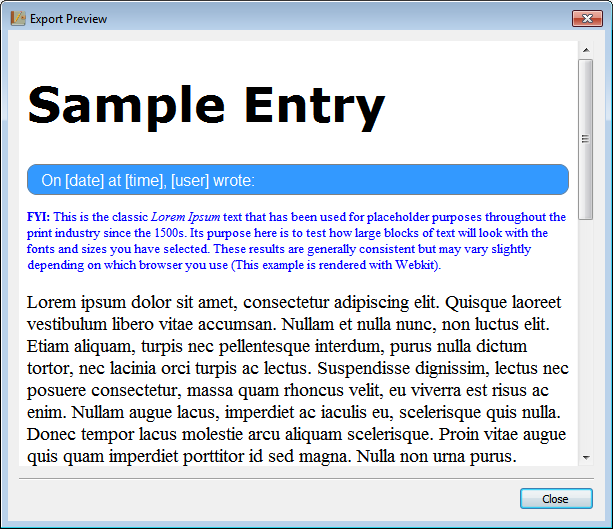 Export Preview
Sample Entry
On [date] at [time], [user] wrote:
FYI: This is the classic Lorem Ipsum text that has been used for placeholder purposes throughout the
print industry since the 1500s. Its purpose here is to test how large blocks of text will look with the
fonts and sizes you have selected. These results are generally consistent but may vary slightly
depending on which browser you use (This example is rendered with Webkit).
Lorem ipsum dolor sit amet, consectetur adipiscing elit. Quisque laoreet
vestibulum libero vitae accumsan. Nullam et nulla nunc, non luctus elit.
Etiam aliquam, turpis nec pellentesque interdum, purus nulla dictum
tortor, nec lacinia orci turpis ac lectus. Suspendisse dignissim, lectus nec
posuere consectetur, massa quam rhoncus velit, eu viverra est risus ac
enim. Nullam augue lacus, imperdiet ac iaculis eu, scelerisque quis nulla.
Donec tempor lacus molestie arcu aliquam scelerisque. Proin vitae augue
quis quam imperdiet porttitor id sed magna. Nulla non urna purus.
Close